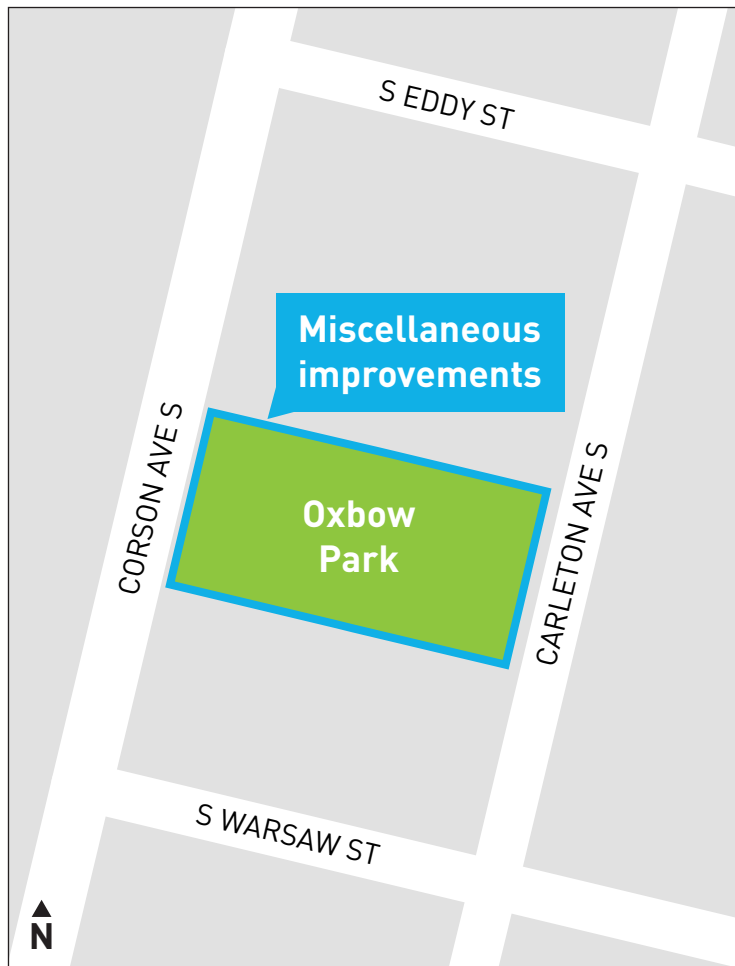 S EDDY ST
Miscellaneous
improvements
CORSON AVE S
Oxbow
Park
CARLETON AVE S
S WARSAW ST
N